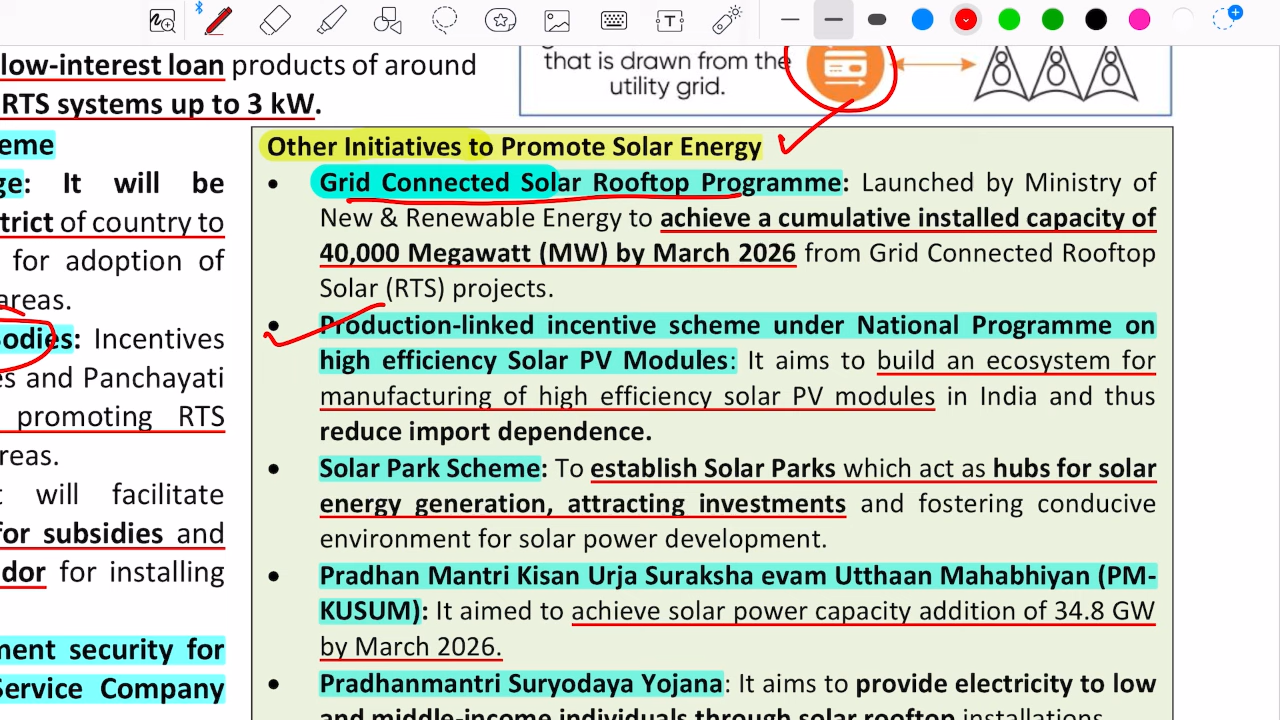 low-interest loan products of around
RTS systems up to 3 kW.
eme
ge: It will be
trict of country to
for adoption of
areas.
odies: Incentives
es and Panchayati
promoting RTS
reas.
t will facilitate
for subsidies and
dor for installing
ment security for
Service Company
that is drawn from the
utility grid.
Other Initiatives to Promote Solar Energy
• Grid Connected Solar Rooftop Programme: Launched by Ministry of
New & Renewable Energy to achieve a cumulative installed capacity of
40,000 Megawatt (MW) by March 2026 from Grid Connected Rooftop
Solar (RTS) projects.
• Production-linked incentive scheme under National Programme on
high efficiency Solar PV Modules: It aims to build an ecosystem for
manufacturing of high efficiency solar PV modules in India and thus
reduce import dependence.
• Solar Park Scheme: To establish Solar Parks which act as hubs for solar
energy generation, attracting investments and fostering conducive
environment for solar power development.
• Pradhan Mantri Kisan Urja Suraksha evam Utthaan Mahabhiyan (PM-
KUSUM): It aimed to achieve solar power capacity addition of 34.8 GW
by March 2026.
• Pradhanmantri Suryodaya Yojana: It aims to provide electricity to low
and middle-income individuals through solar rooftop installations.